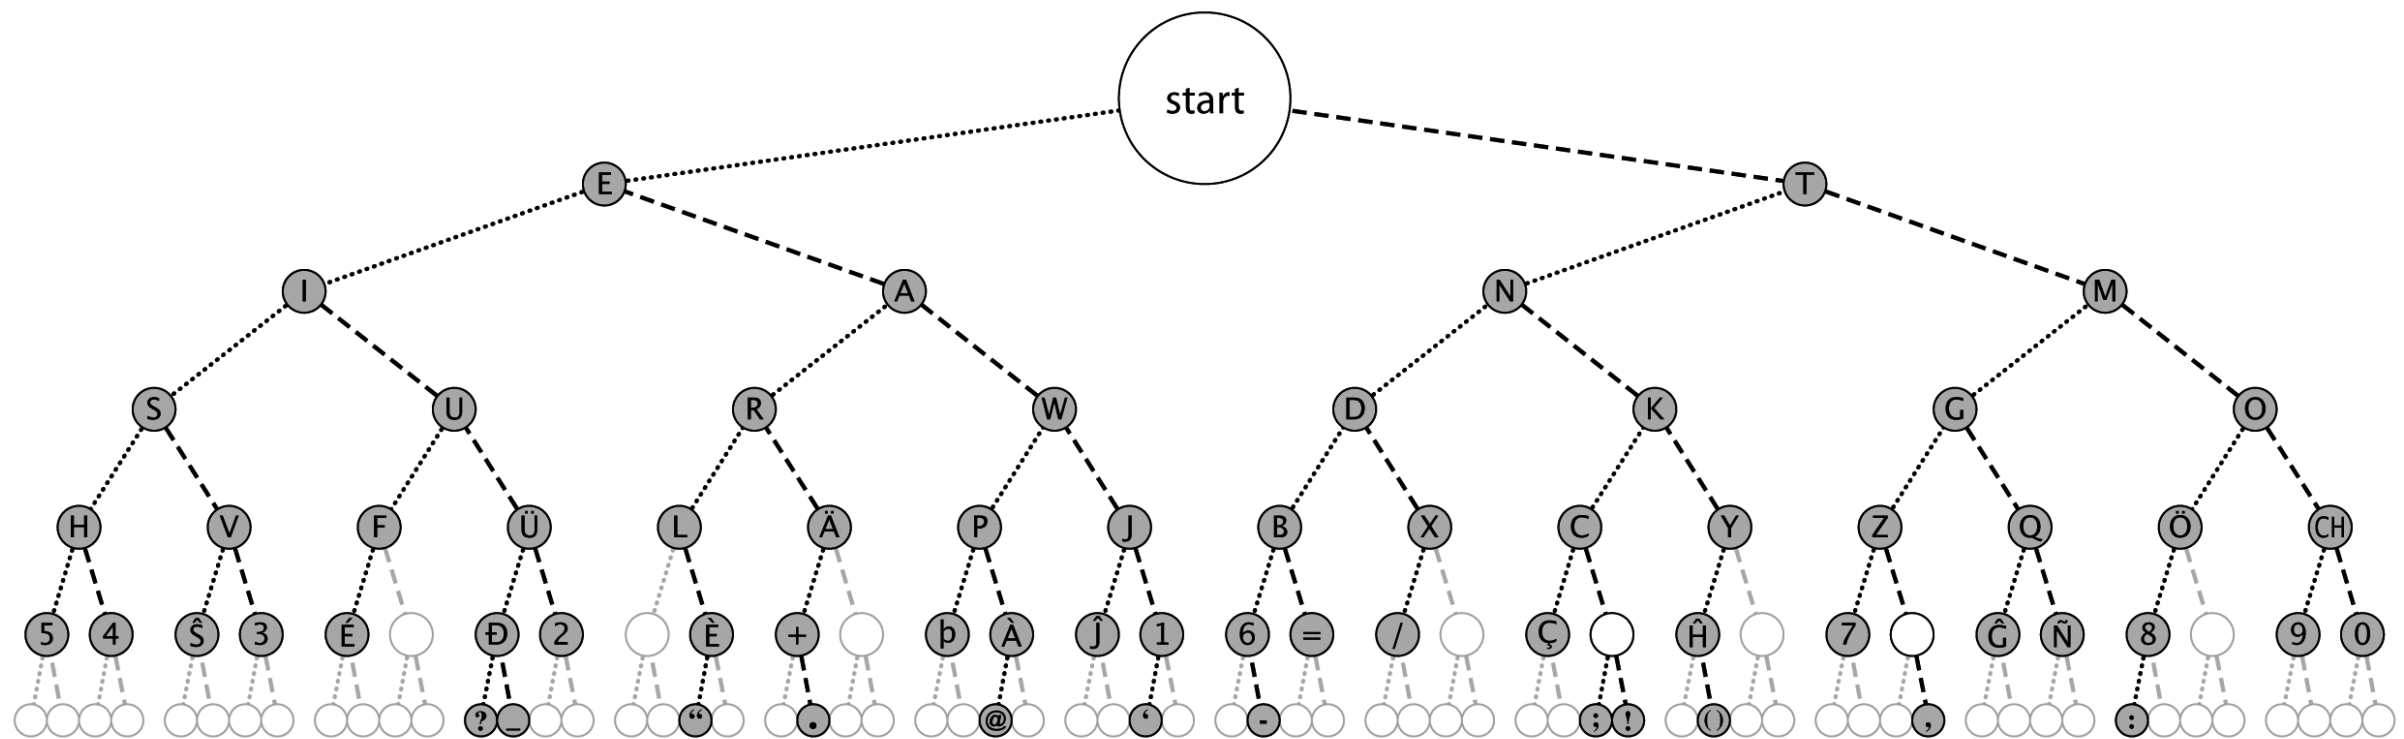 start
E T
I A N M
S U R W D K G O
H V F Ü L Ä P J B X C Y Z Q Ö CH
5 4 Ŝ 3 É Đ 2 È + þ À Ĵ 1 6 = / Ç Ĥ 7 Ĝ Ñ 8 9 0
? _ “ . @ ‘ - ; ! () , :